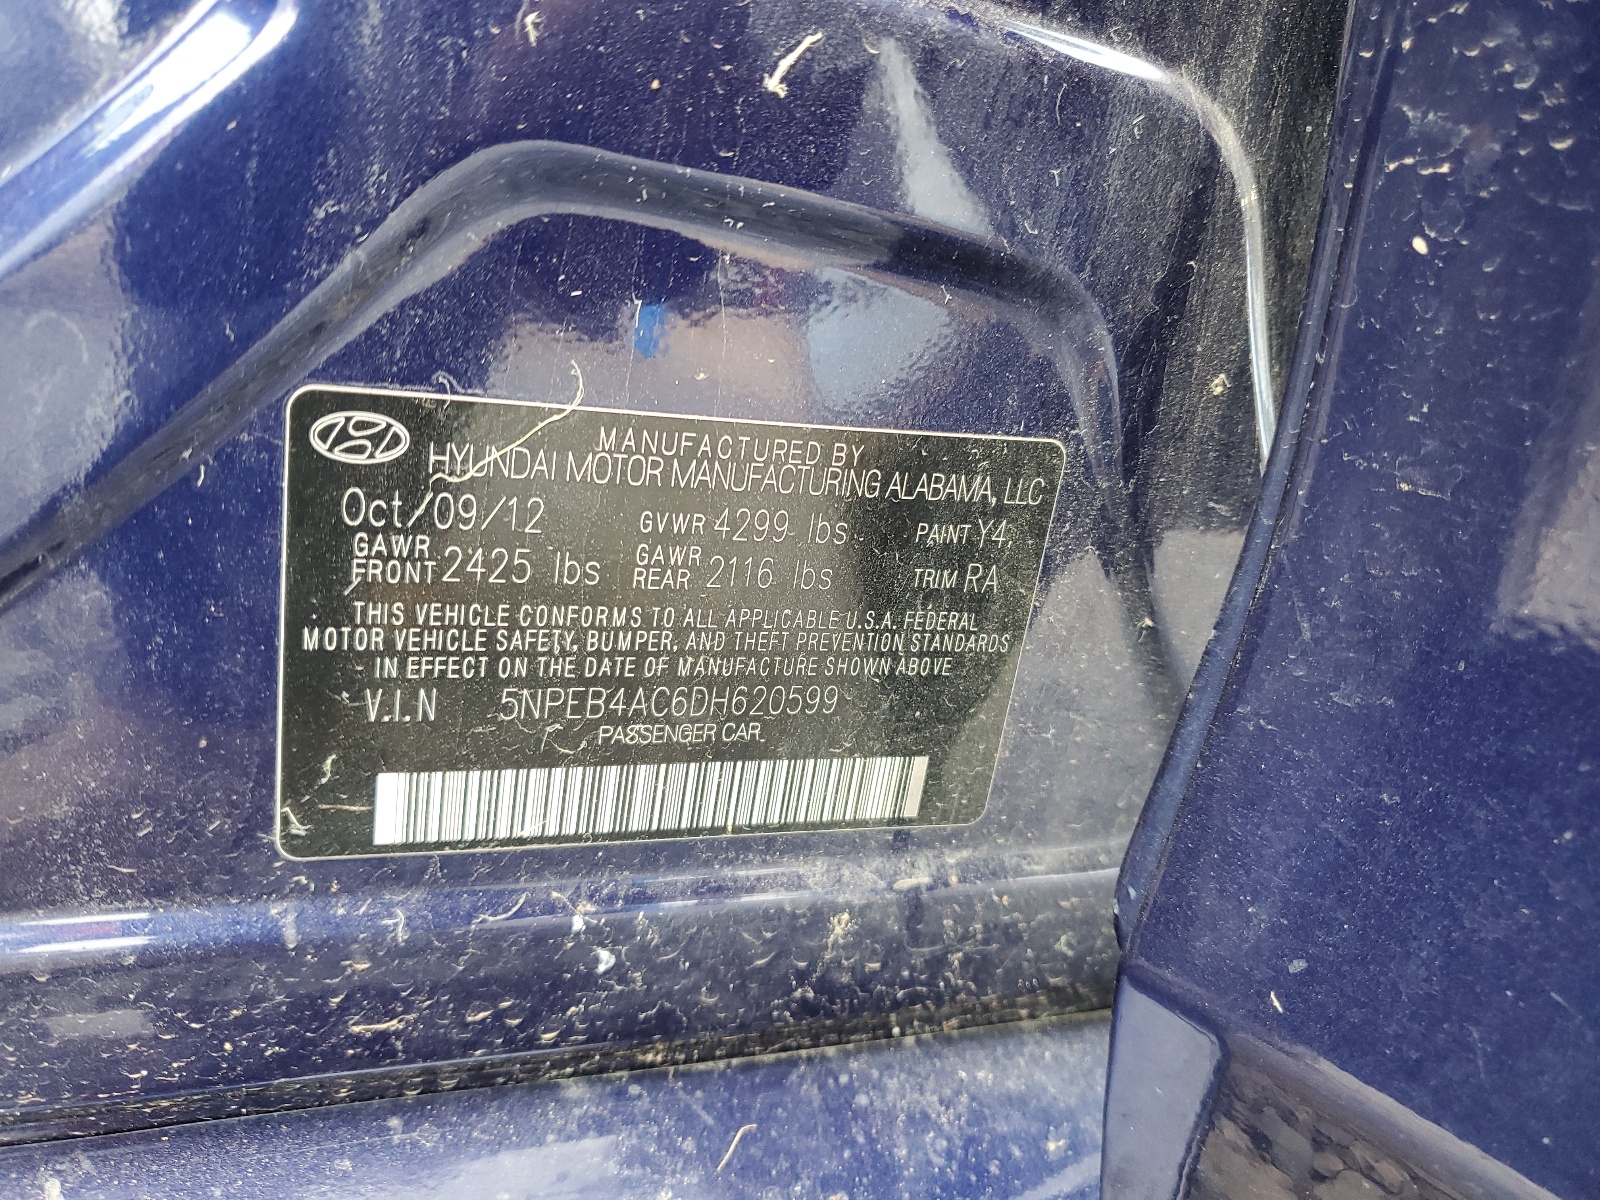 MANUFACTURED BY
HYUNDAI MOTOR MANUFACTURING ALABAMA, LLC
Oct/09/12 GVWR 4299 lbs PAINT Y4
GAWR FRONT 2425 lbs GAWR REAR 2116 lbs TRIM RA
THIS VEHICLE CONFORMS TO ALL APPLICABLE U.S.A. FEDERAL
MOTOR VEHICLE SAFETY, BUMPER, AND THEFT PREVENTION STANDARDS
IN EFFECT ON THE DATE OF MANUFACTURE SHOWN ABOVE
V.I.N 5NPEB4AC6DH620599
PASSENGER CAR